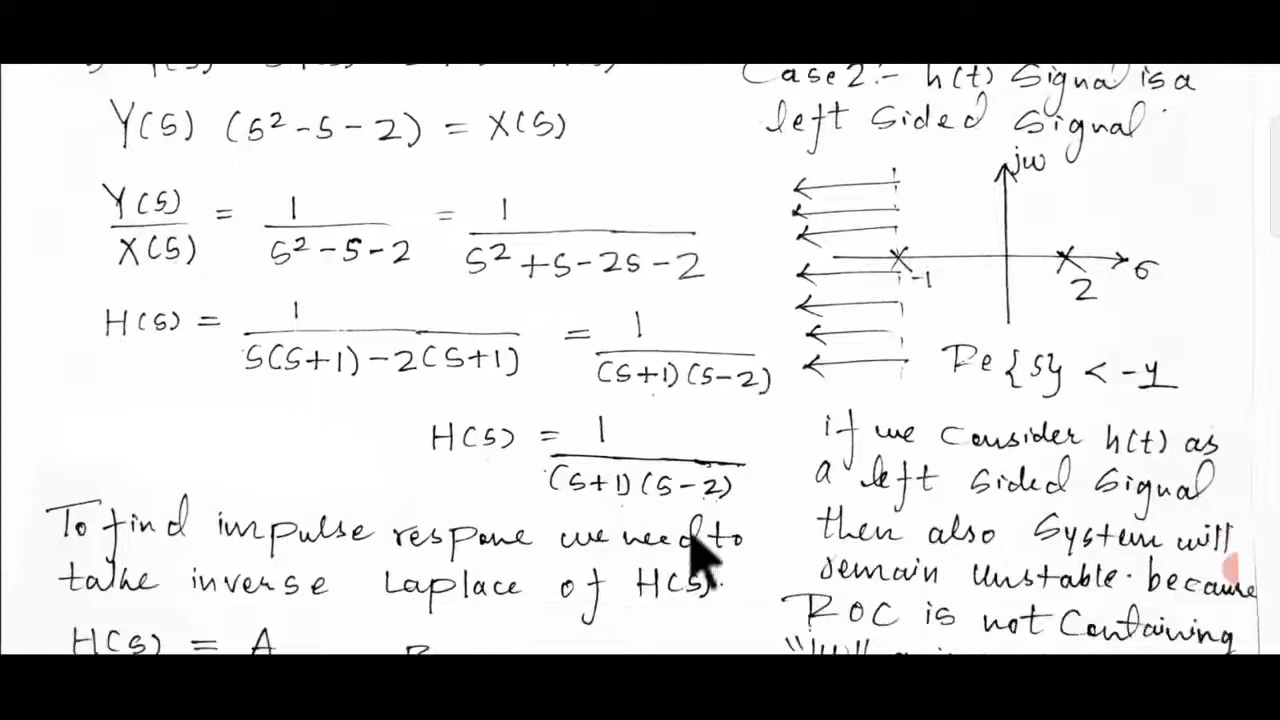 Y(S) (S²-S-2) = X(S)
Y(S)/X(S) = 1/(S²-S-2) = 1/(S²+S-2S-2)
H(S) = 1/(S(S+1)-2(S+1)) = 1/((S+1)(S-2))
H(S) = 1/((S+1)(S-2))
To find impulse respone we need to
take inverse Laplace of H(S).
H(S) = A
Case 2:- h(t) Signal is a
left Sided Signal
jω
-1
2
σ
Re{S} < -1
if we Consider h(t) as
a left Sided Signal
then also System will
remain Unstable. because
ROC is not Containing